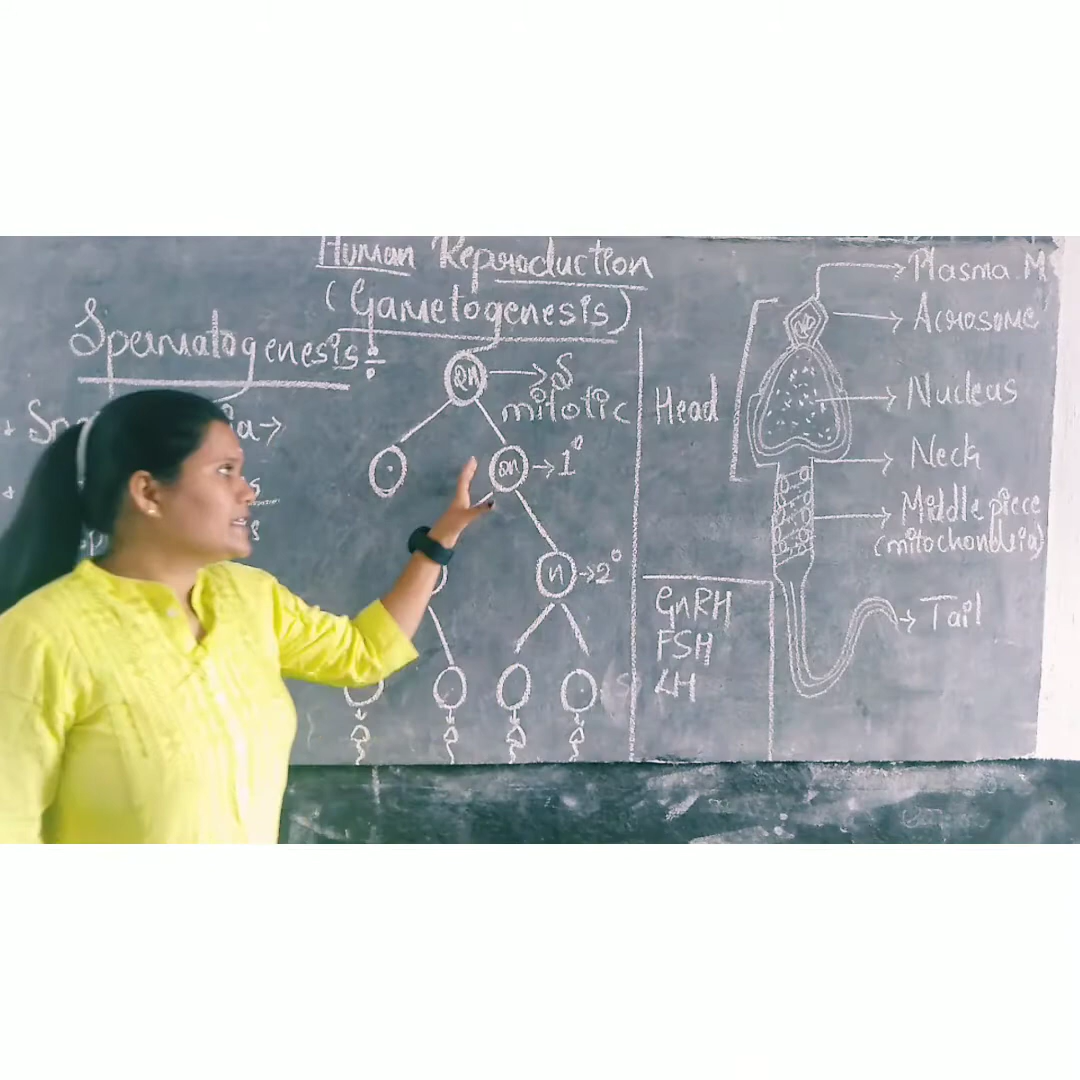 Human Reproduction
(Gametogenesis)
Spermatogenesis:-
2n → S
mitotic
2n → 1°
n → 2°
Head
Plasma M
Acrosome
Nucleus
Neck
Middle piece
(mitochondria)
Tail
GnRH
FSH
LH